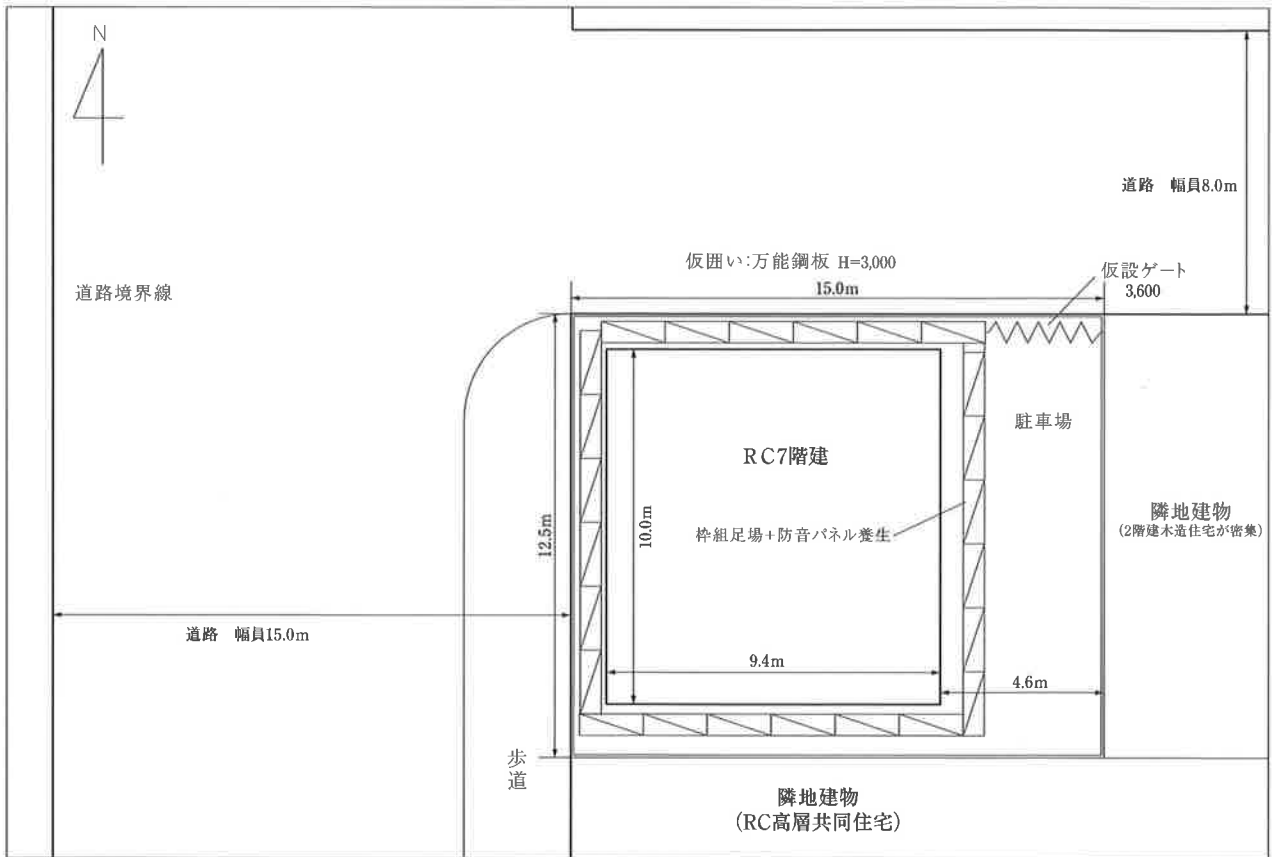 N
道路 幅員8.0m
仮囲い:万能鋼板 H=3,000
仮設ゲート
3,600
15.0m
道路境界線
駐車場
RC7階建
隣地建物
(2階建木造住宅が密集)
枠組足場+防音パネル養生
12.5m
10.0m
道路 幅員15.0m
9.4m
4.6m
歩道
隣地建物
(RC高層共同住宅)